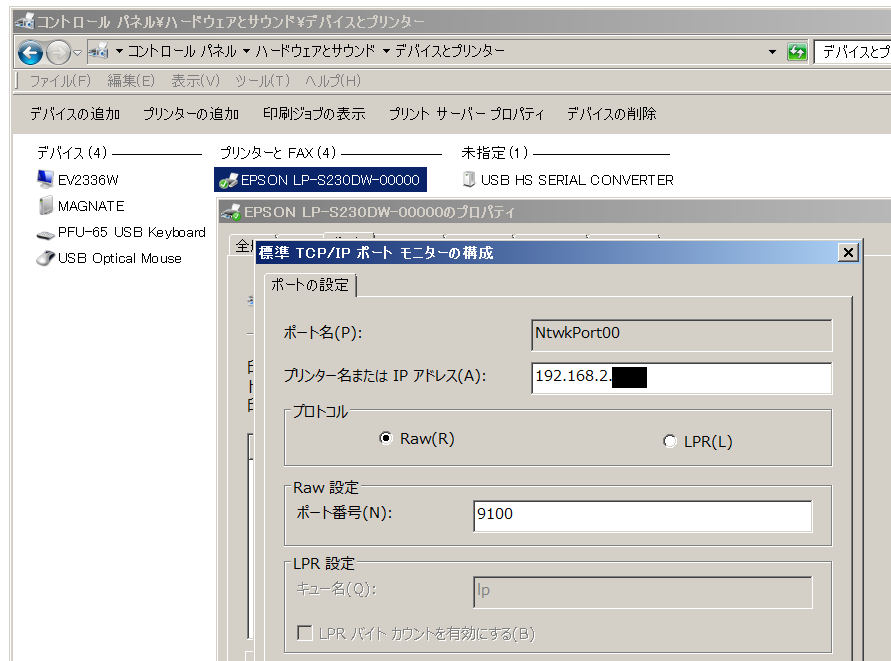 コントロール パネル¥ハードウェアとサウンド¥デバイスとプリンター
コントロール パネル ハードウェアとサウンド デバイスとプリンター デバイスとプ
ファイル(F) 編集(E) 表示(V) ツール(T) ヘルプ(H)
デバイスの追加 プリンターの追加 印刷ジョブの表示 プリント サーバー プロパティ デバイスの削除
デバイス (4)
EV2336W
MAGNATE
PFU-65 USB Keyboard
USB Optical Mouse
プリンターと FAX (4)
EPSON LP-S230DW-00000
未指定 (1)
USB HS SERIAL CONVERTER
EPSON LP-S230DW-00000のプロパティ
全
標準 TCP/IP ポート モニターの構成
ポートの設定
ポート名(P): NtwkPort00
プリンター名または IP アドレス(A): 192.168.2.
プロトコル
Raw(R) LPR(L)
Raw 設定
ポート番号(N): 9100
LPR 設定
キュー名(Q): lp
LPR バイト カウントを有効にする(B)